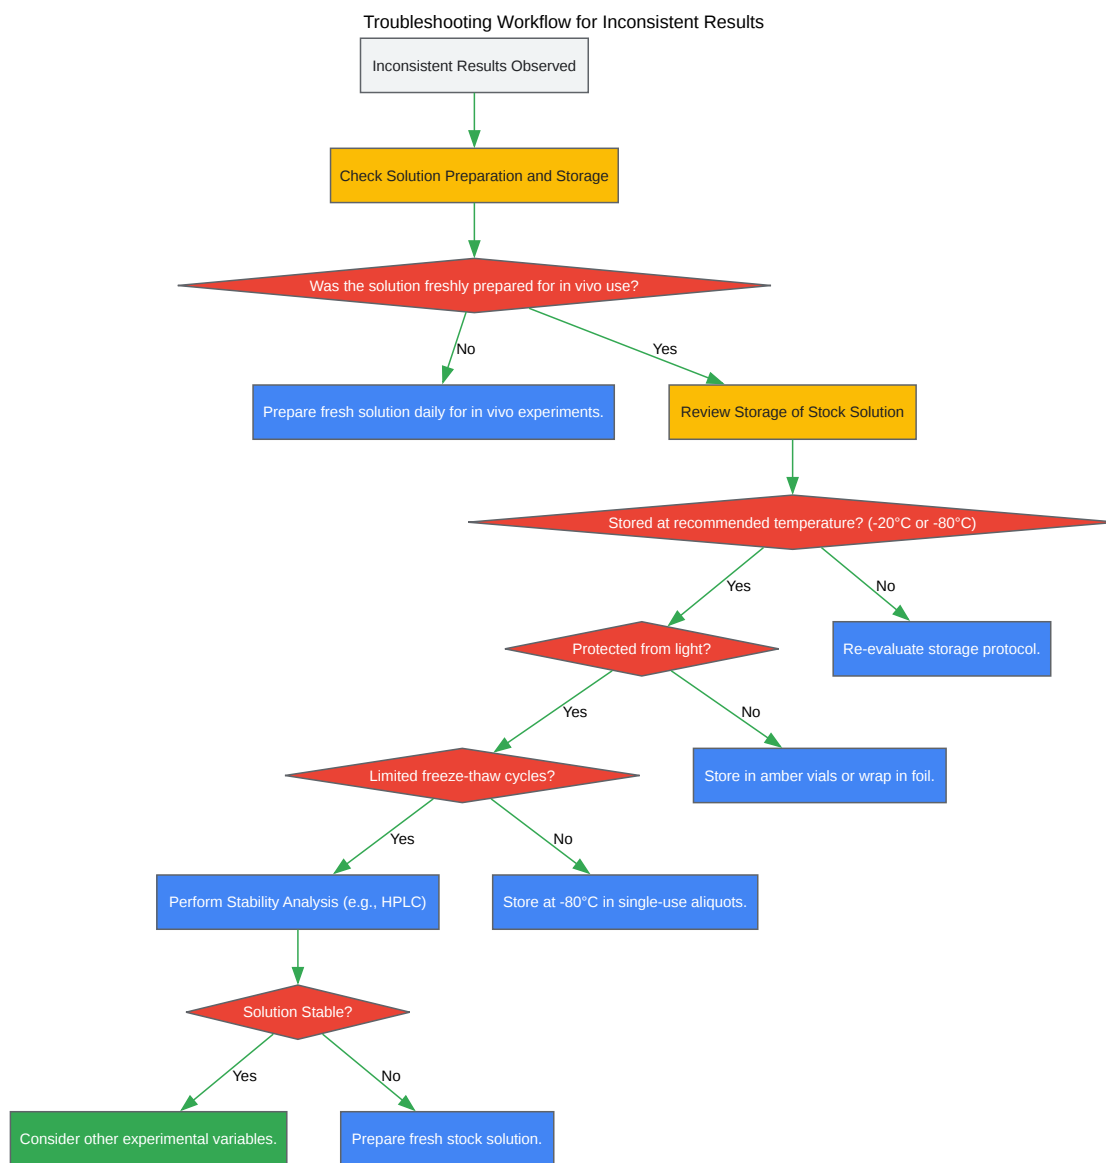 Troubleshooting Workflow for Inconsistent Results
Inconsistent Results Observed
Check Solution Preparation and Storage
Was the solution freshly prepared for in vivo use?
No
Yes
Prepare fresh solution daily for in vivo experiments.
Review Storage of Stock Solution
Stored at recommended temperature? (-20°C or -80°C)
Yes
No
Protected from light?
Re-evaluate storage protocol.
Yes
No
Limited freeze-thaw cycles?
Store in amber vials or wrap in foil.
Yes
No
Perform Stability Analysis (e.g., HPLC)
Store at -80°C in single-use aliquots.
Solution Stable?
Yes
No
Consider other experimental variables.
Prepare fresh stock solution.